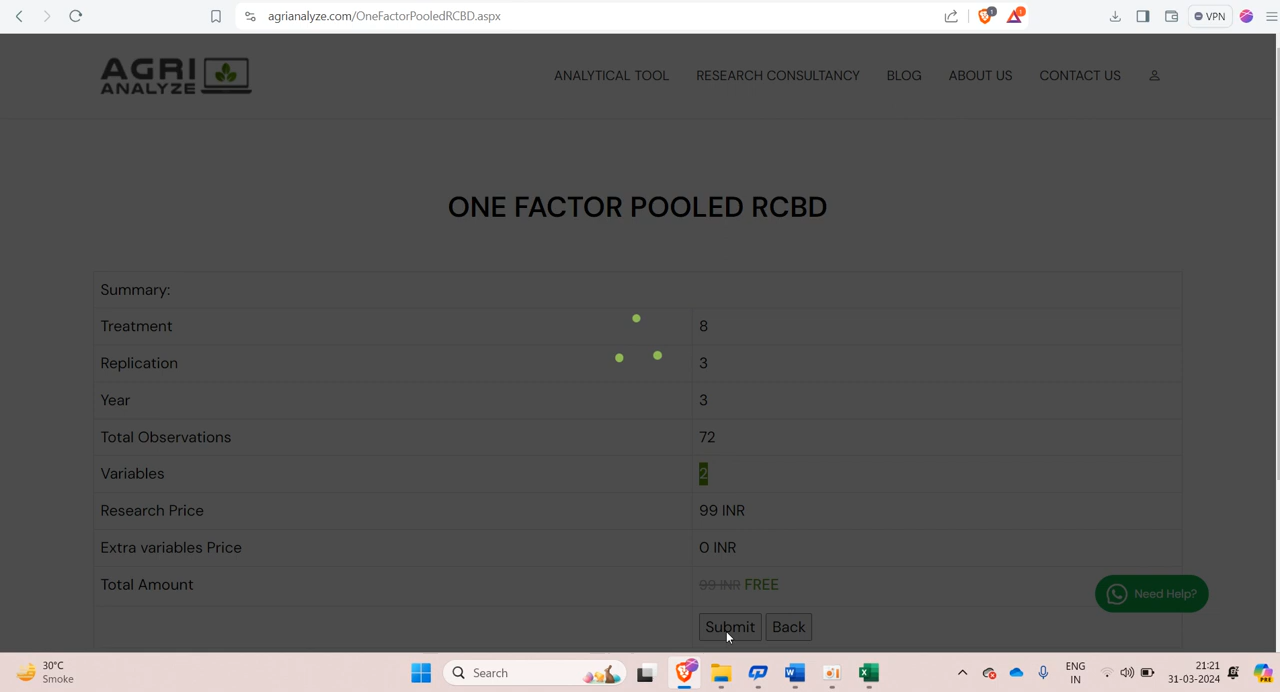 agrianalyze.com/OneFactorPooledRCBD.aspx
1
1
VPN
AGRI
ANALYZE
ANALYTICAL TOOL RESEARCH CONSULTANCY BLOG ABOUT US CONTACT US
ONE FACTOR POOLED RCBD
Summary:
Treatment 8
Replication 3
Year 3
Total Observations 72
Variables 2
Research Price 99 INR
Extra variables Price 0 INR
Total Amount 99 INR FREE
Need Help?
Submit Back
30°C
Smoke
Search
ENG
IN
21:21
31-03-2024
PRE